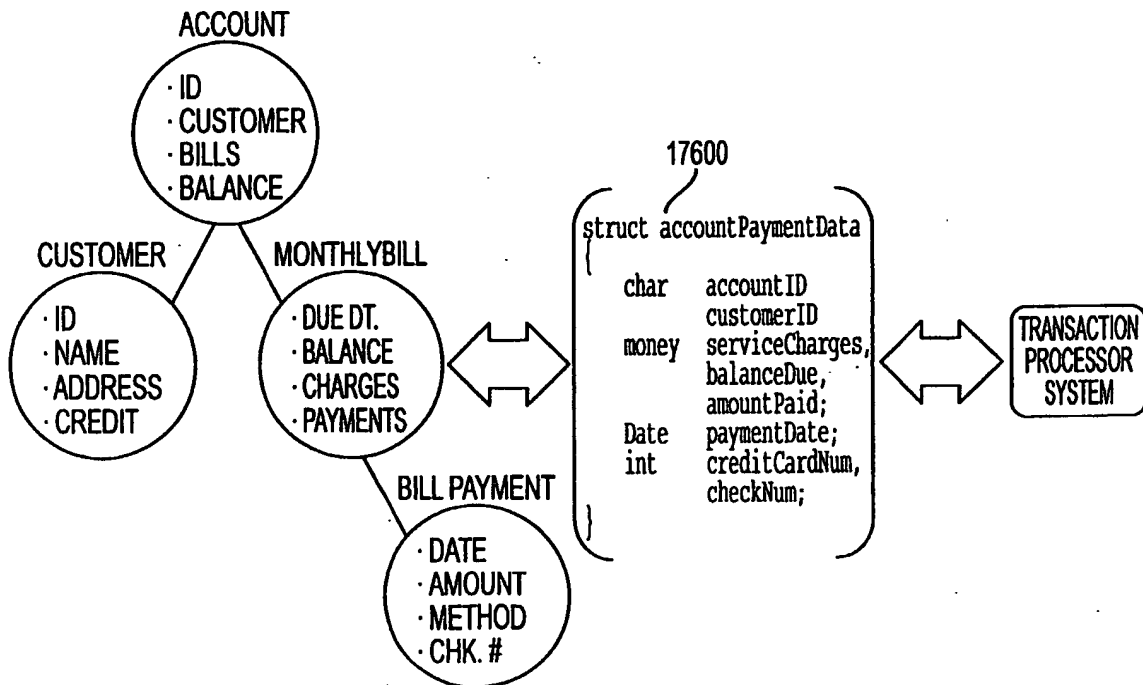 ACCOUNT
· ID
· CUSTOMER
· BILLS
· BALANCE
CUSTOMER
· ID
· NAME
· ADDRESS
· CREDIT
MONTHLYBILL
· DUE DT.
· BALANCE
· CHARGES
· PAYMENTS
BILL PAYMENT
· DATE
· AMOUNT
· METHOD
· CHK. #
17600
struct accountPaymentData
{
char accountID
customerID
money serviceCharges,
balanceDue,
amountPaid;
Date paymentDate;
int creditCardNum,
checkNum;
}
TRANSACTION
PROCESSOR
SYSTEM